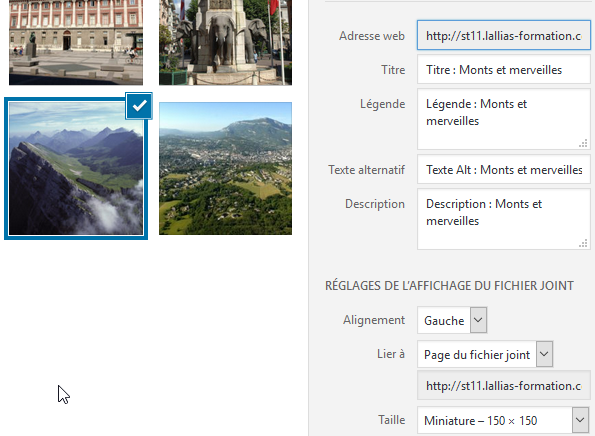 Adresse web http://st11.lallias-formation.c
Titre Titre : Monts et merveilles
Légende Légende : Monts et
merveilles
Texte alternatif Texte Alt : Monts et merveilles
Description Description : Monts et
merveilles
RÉGLAGES DE L'AFFICHAGE DU FICHIER JOINT
Alignement Gauche
Lier à Page du fichier joint
http://st11.lallias-formation.c
Taille Miniature – 150 × 150